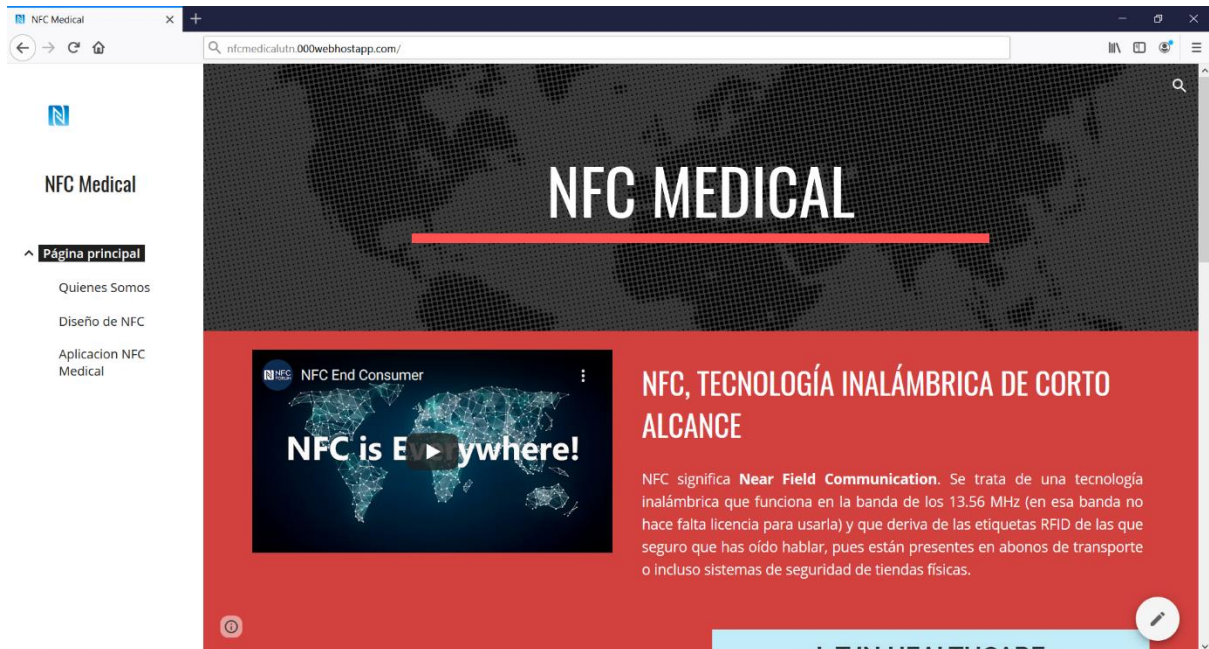 NFC Medical
nfcmedicalutn.000webhostapp.com/
NFC Medical
Página principal
Quienes Somos
Diseño de NFC
Aplicacion NFC
Medical
NFC MEDICAL
NFC End Consumer
NFC is Everywhere!
NFC, TECNOLOGÍA INALÁMBRICA DE CORTO
ALCANCE
NFC significa Near Field Communication. Se trata de una tecnología
inalámbrica que funciona en la banda de los 13.56 MHz (en esa banda no
hace falta licencia para usarla) y que deriva de las etiquetas RFID de las que
seguro que has oído hablar, pues están presentes en abonos de transporte
o incluso sistemas de seguridad de tiendas físicas.
IN HEALTHCARE